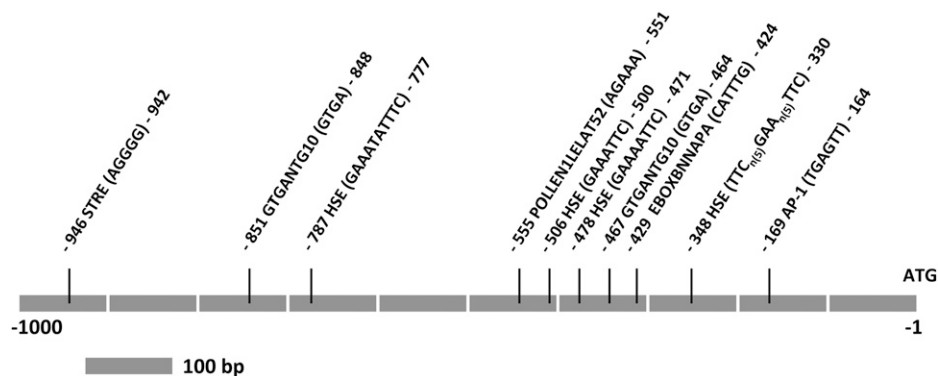 - 946 STRE (AGGGG) - 942
- 851 GTGANTG10 (GTGA) - 848
- 787 HSE (GAAATATTTC) - 777
- 555 POLLEN1LELAT52 (AGAAA) - 551
- 506 HSE (GAAATTC) - 500
- 478 HSE (GAAAATTC) - 471
- 467 GTGANTG10 (GTGA) - 464
- 429 EBOXBNNAPA (CATTTG) - 424
- 348 HSE (TTCn(5)GAAn(5)TTC) - 330
- 169 AP-1 (TGAGTT) - 164
ATG
-1000
-1
100 bp